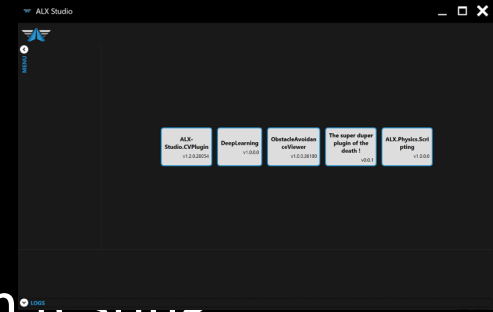 ALX Studio
MENU
ALX-
Studio.CVPlugin
v1.2.0.28054
DeepLearning
v1.0.0.0
ObstacleAvoidan
ceViewer
v1.0.0.28180
The super duper
plugin of the
death !
v0.0.1
ALX.Physics.Scri
pting
v1.0.0.0
LOGS